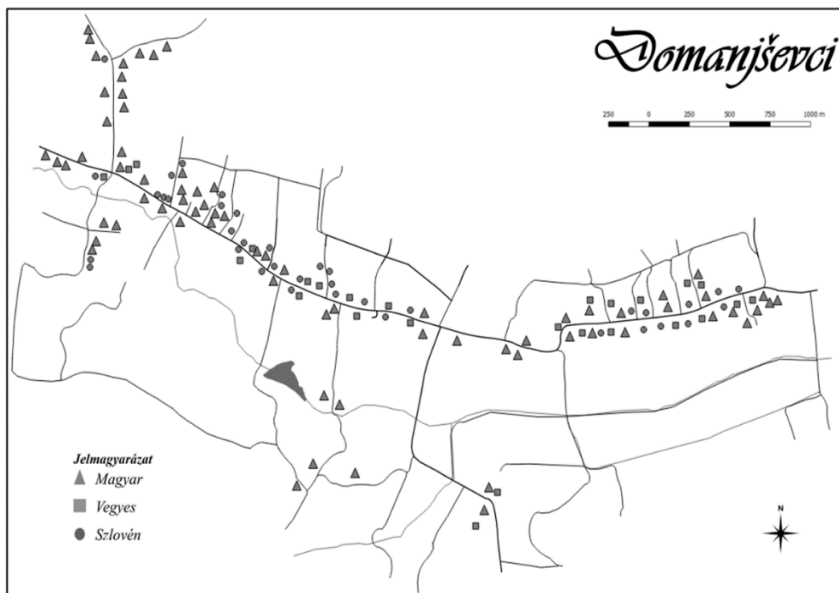 Domanjševci
250 0 250 500 750 1000 m
Jelmagyarázat
Magyar
Vegyes
Szlovén
N